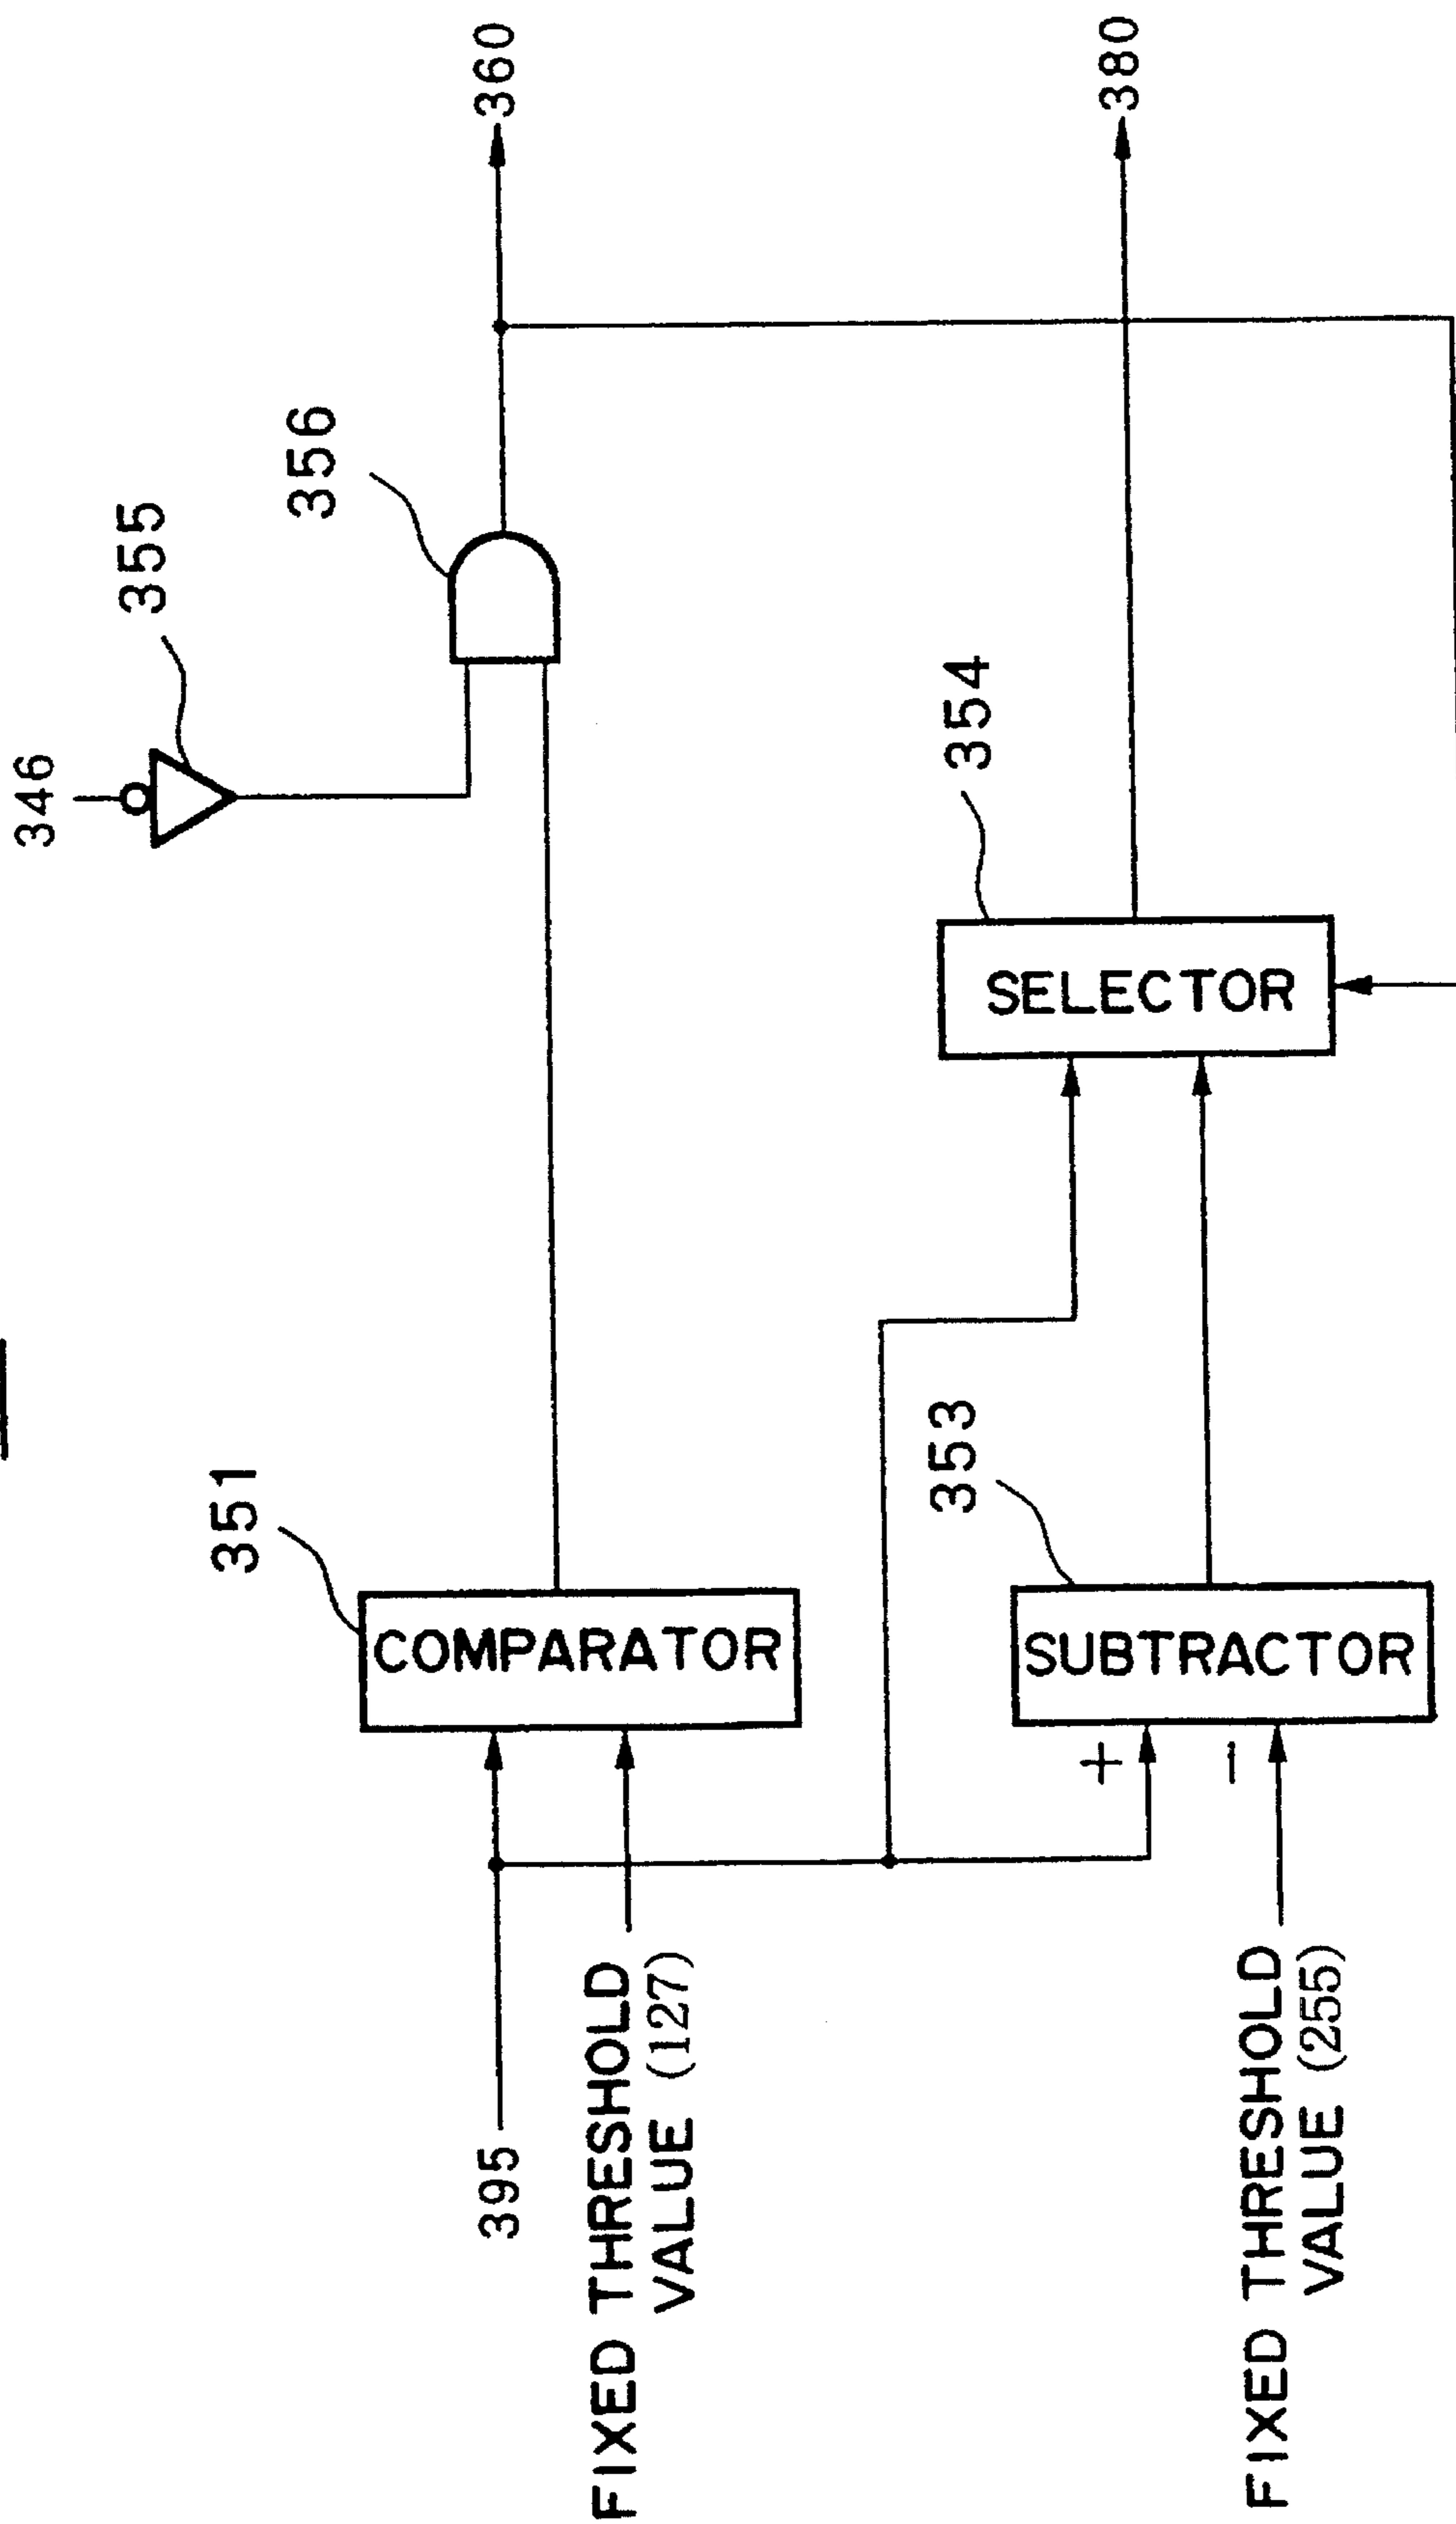 346
355
356
360
351
COMPARATOR
395
FIXED THRESHOLD
VALUE (127)
354
SELECTOR
380
353
SUBTRACTOR
+
−
FIXED THRESHOLD
VALUE (255)